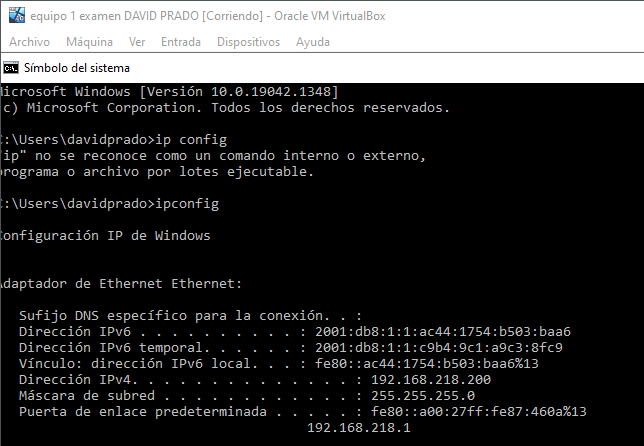 equipo 1 examen DAVID PRADO [Corriendo] - Oracle VM VirtualBox
Archivo Máquina Ver Entrada Dispositivos Ayuda
Símbolo del sistema
Microsoft Windows [Versión 10.0.19042.1348]
(c) Microsoft Corporation. Todos los derechos reservados.
C:\Users\davidprado>ip config
"ip" no se reconoce como un comando interno o externo,
programa o archivo por lotes ejecutable.
C:\Users\davidprado>ipconfig
Configuración IP de Windows
Adaptador de Ethernet Ethernet:
Sufijo DNS específico para la conexión. . :
Dirección IPv6 . . . . . . . . . . : 2001:db8:1:1:ac44:1754:b503:baa6
Dirección IPv6 temporal. . . . . . : 2001:db8:1:1:c9b4:9c1:a9c3:8fc9
Vínculo: dirección IPv6 local. . . : fe80::ac44:1754:b503:baa6%13
Dirección IPv4. . . . . . . . . . . . . . : 192.168.218.200
Máscara de subred . . . . . . . . . . . . : 255.255.255.0
Puerta de enlace predeterminada . . . . . : fe80::a00:27ff:fe87:460a%13
192.168.218.1